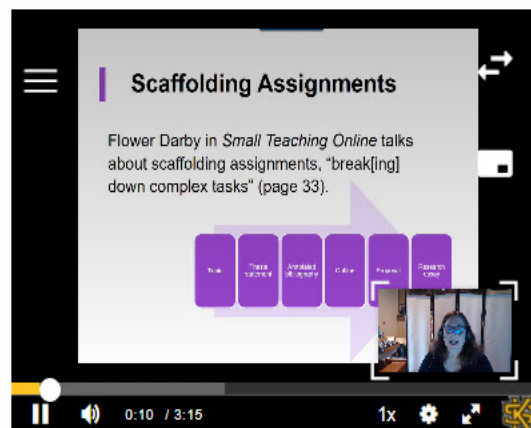 Scaffolding Assignments
Flower Darby in Small Teaching Online talks
about scaffolding assignments, “break[ing]
down complex tasks” (page 33).
Thesis
statement
Annotated
bibliography
Outline
Proposal
Research
Essay
0:10 / 3:15
1x